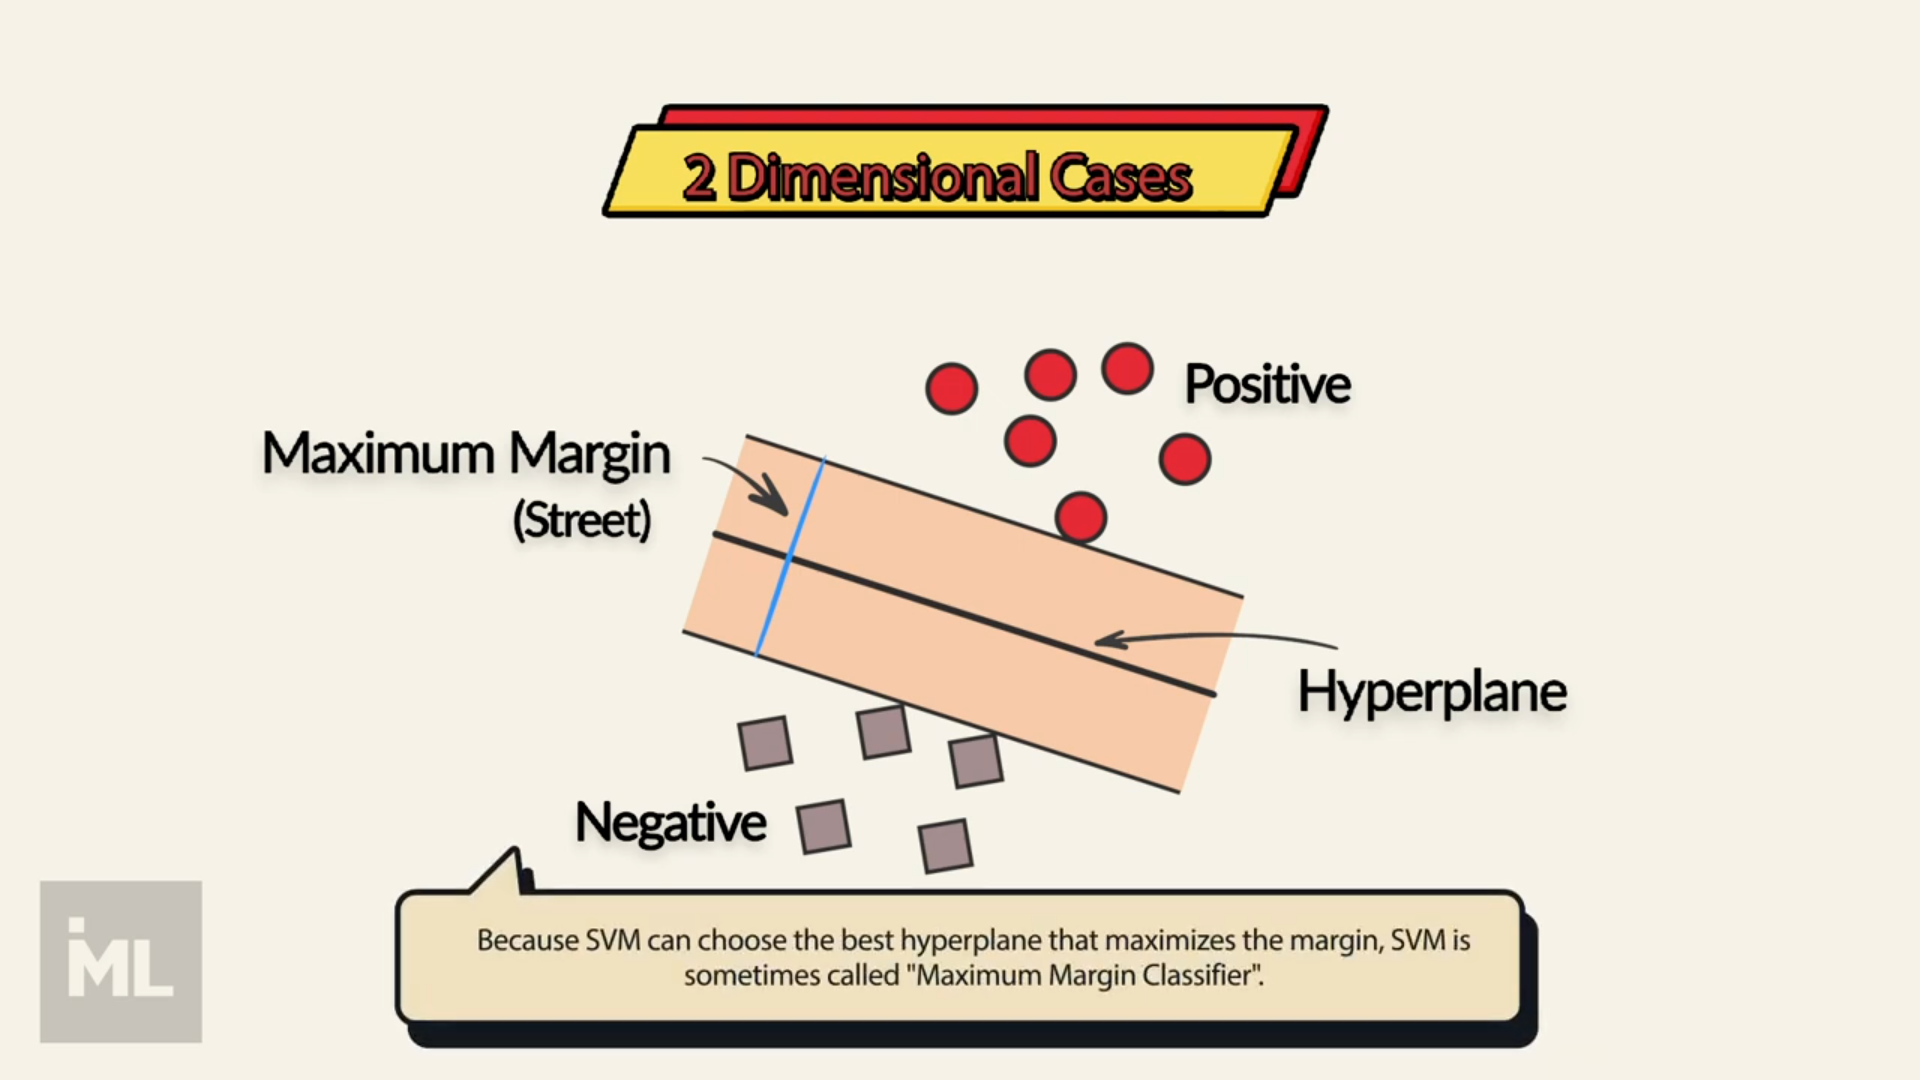 2 Dimensional Cases
Positive
Maximum Margin
(Street)
Hyperplane
Negative
Because SVM can choose the best hyperplane that maximizes the margin, SVM is
sometimes called "Maximum Margin Classifier".
iML